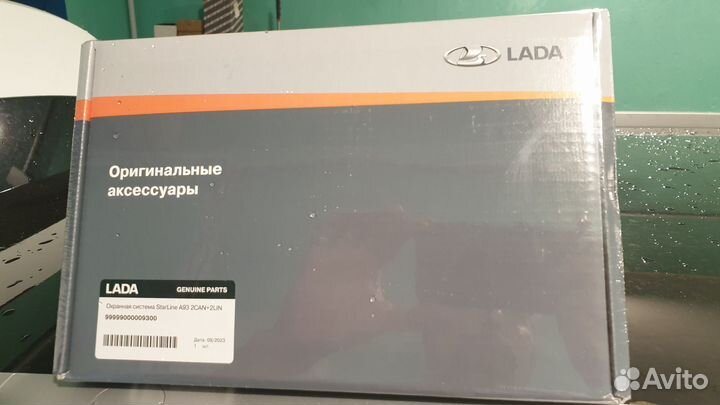 LADA
Оригинальные
аксессуары
LADA GENUINE PARTS
Охранная система StarLine A93 2CAN+2LIN
99999000009300
Дата: 09/2023
1 шт.
Avito